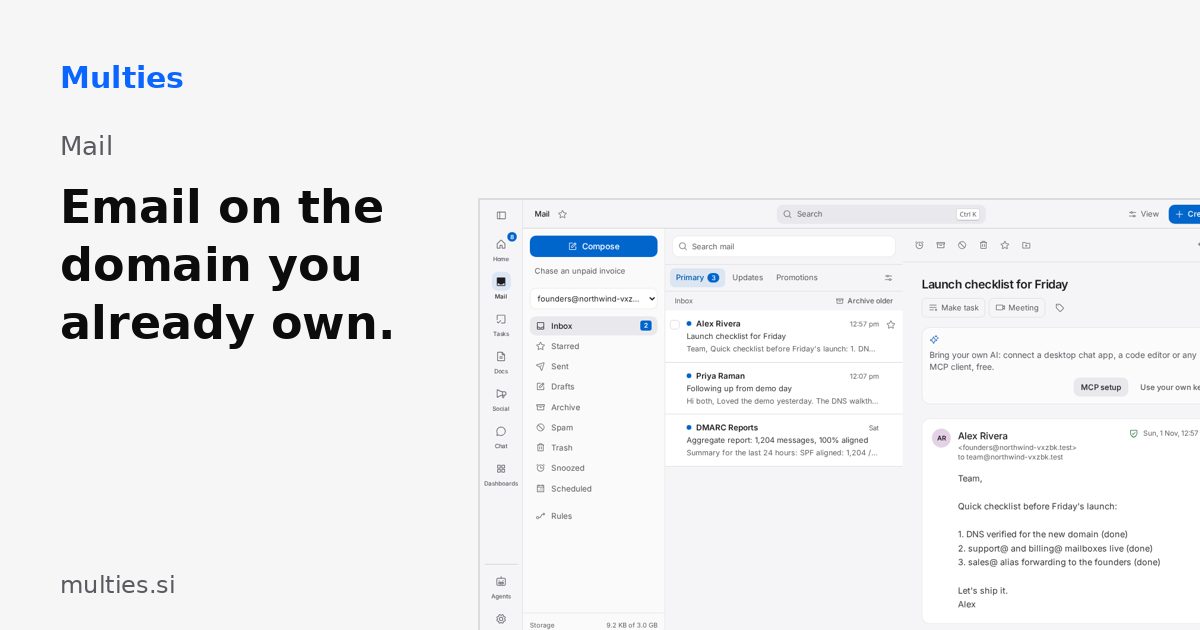 Multies
Mail
Email on the
domain you
already own.
multies.si
Home
8
Mail
Tasks
Docs
Social
Chat
Dashboards
Agents
Mail
Search
Ctrl K
View
Compose
Chase an unpaid invoice
founders@northwind-vxz...
Inbox
2
Starred
Sent
Drafts
Archive
Spam
Trash
Snoozed
Scheduled
Rules
Storage
9.2 KB of 3.0 GB
Search mail
Primary 3
Updates
Promotions
Inbox
Archive older
Alex Rivera
12:57 pm
Launch checklist for Friday
Team, Quick checklist before Friday's launch: 1. DN...
Priya Raman
12:07 pm
Following up from demo day
Hi both, Loved the demo yesterday. The DNS walkth...
DMARC Reports
Sat
Aggregate report: 1,204 messages, 100% aligned
Summary for the last 24 hours: SPF aligned: 1,204 /...
Launch checklist for Friday
Make task
Meeting
Bring your own AI: connect a desktop chat app, a code editor or any
MCP client, free.
MCP setup
Use your own
AR
Alex Rivera
Sun, 1 Nov, 12:57
<founders@northwind-vxzbk.test>
to team@northwind-vxzbk.test
Team,
Quick checklist before Friday's launch:
1. DNS verified for the new domain (done)
2. support@ and billing@ mailboxes live (done)
3. sales@ alias forwarding to the founders (done)
Let's ship it.
Alex